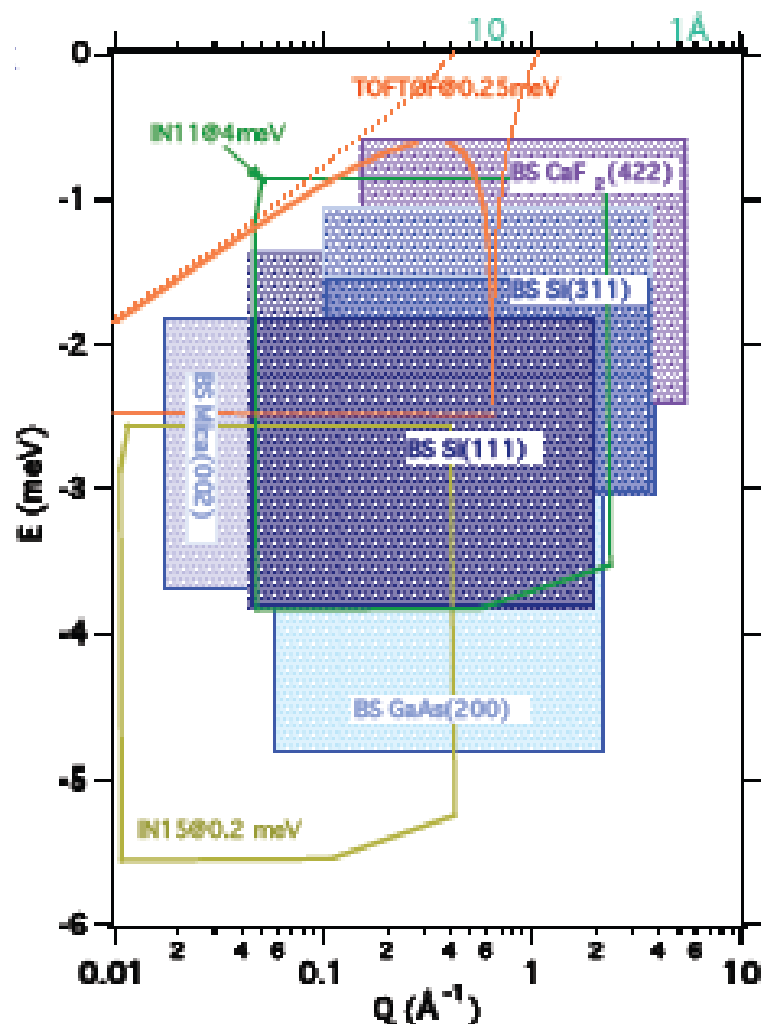 10 1Å
0
TOFTOF@0.25meV
IN11@4meV
BS CaF 2(422)
-1
BS Si(311)
-2
BS Mica(002)
BS Si(111)
-3
E (meV)
-4
BS GaAs(200)
-5
IN15@0.2 meV
-6
2 4 6 2 4 6 2 4 6
0.01 0.1 1 10
Q (Å-1)